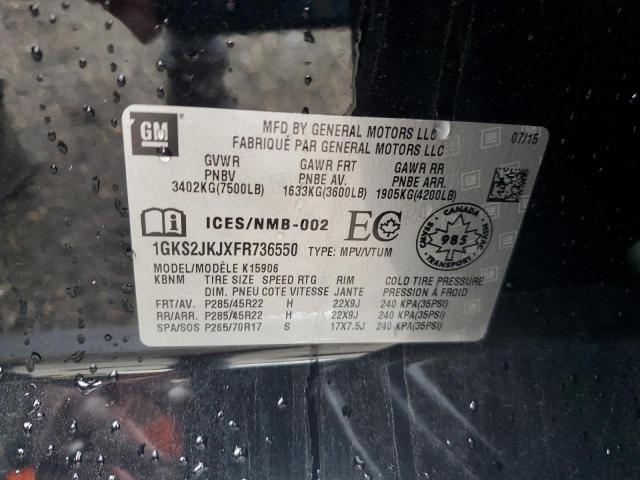 GM
MFD BY GENERAL MOTORS LLC
FABRIQUÉ PAR GENERAL MOTORS LLC
07/15
GVWR GAWR FRT GAWR RR
PNBV PNBE AV. PNBE ARR.
3402KG(7500LB) 1633KG(3600LB) 1905KG(4200LB)
ICES/NMB-002 EC
CANADA
CMVSS 985 NSVAC
1GKS2JKJXFR736550 TYPE: MPV/VTUM
MODEL/MODÈLE K15906
KBNM TIRE SIZE SPEED RTG RIM COLD TIRE PRESSURE
DIM. PNEU COTE VITESSE JANTE PRESSION À FROID
FRT/AV. P285/45R22 H 22X9J 240 KPA(35PSI)
RR/ARR. P285/45R22 H 22X9J 240 KPA(35PSI)
SPA/SOS P265/70R17 S 17X7.5J 240 KPA(35PSI)